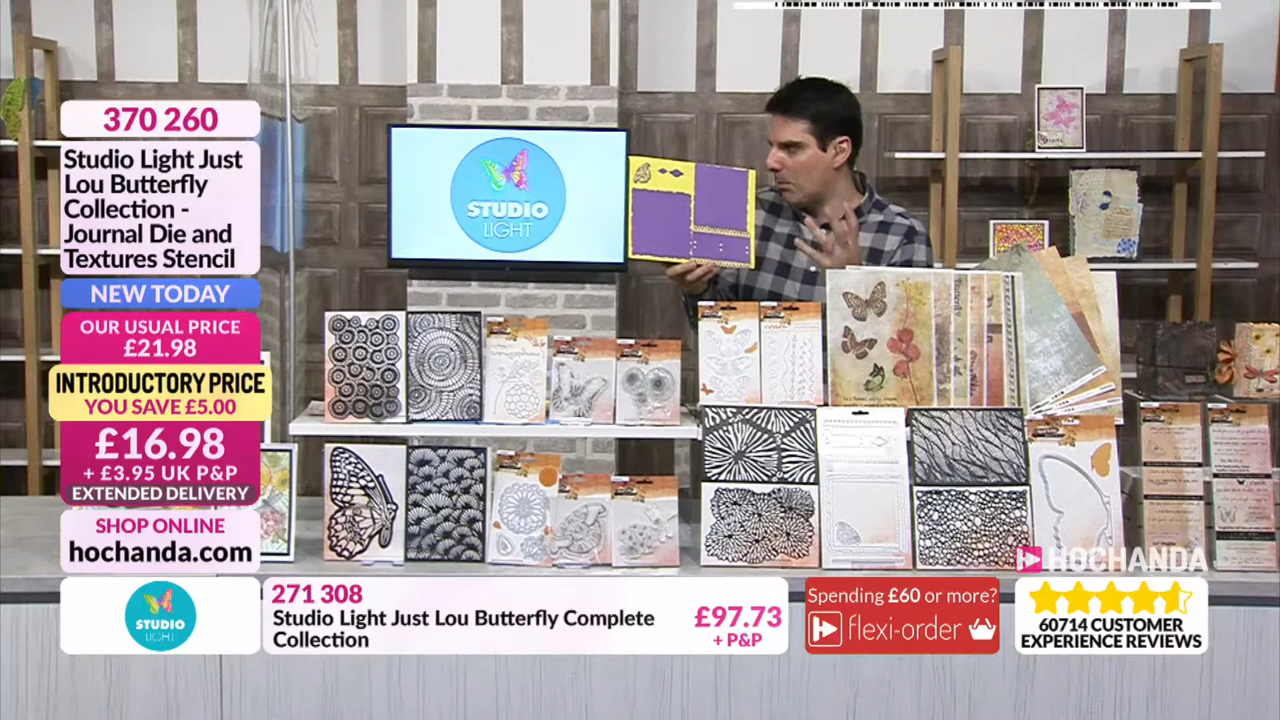 370 260
Studio Light Just
Lou Butterfly
Collection -
Journal Die and
Textures Stencil
NEW TODAY
OUR USUAL PRICE
£21.98
INTRODUCTORY PRICE
YOU SAVE £5.00
£16.98
+ £3.95 UK P&P
EXTENDED DELIVERY
SHOP ONLINE
hochanda.com
STUDIO
LIGHT
HOCHANDA
STUDIO
LIGHT
271 308
Studio Light Just Lou Butterfly Complete
Collection
£97.73
+ P&P
Spending £60 or more?
flexi-order
60714 CUSTOMER
EXPERIENCE REVIEWS